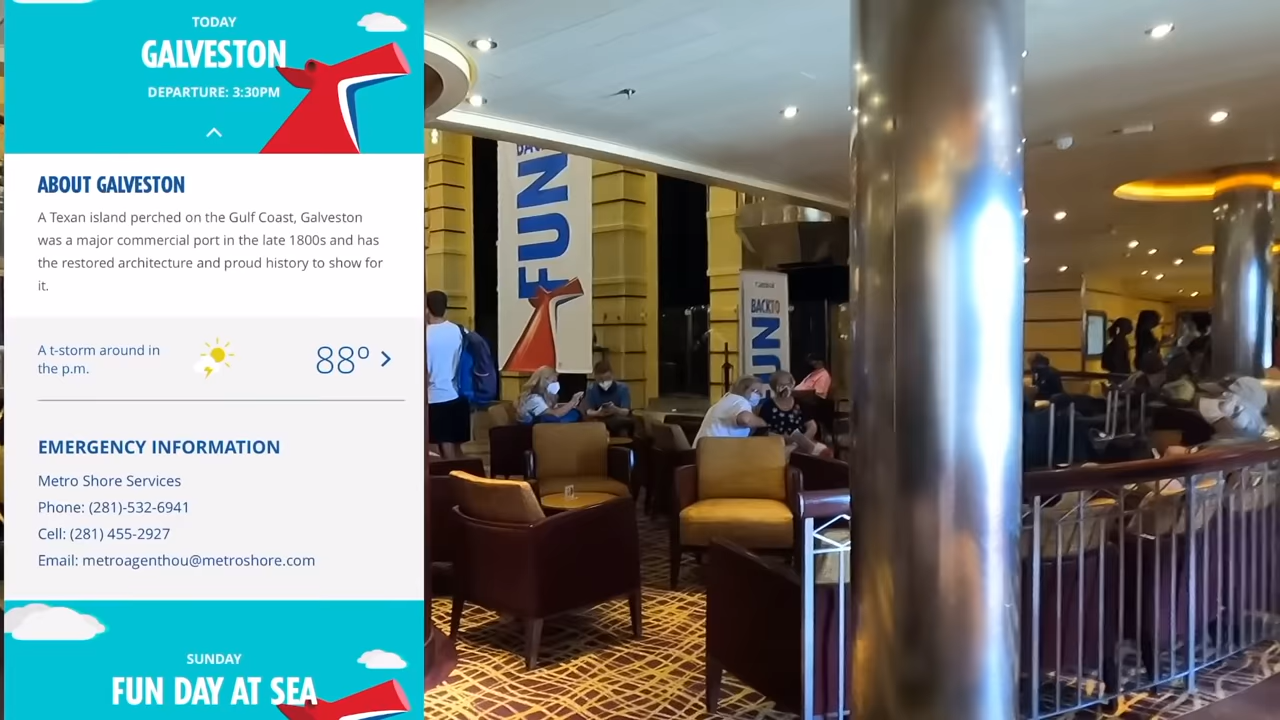 TODAY
GALVESTON
DEPARTURE: 3:30PM
ABOUT GALVESTON
A Texan island perched on the Gulf Coast, Galveston
was a major commercial port in the late 1800s and has
the restored architecture and proud history to show for
it.
A t-storm around in
the p.m.
88º
EMERGENCY INFORMATION
Metro Shore Services
Phone: (281)-532-6941
Cell: (281) 455-2927
Email: metroagenthou@metroshore.com
SUNDAY
FUN DAY AT SEA
FUN
BACK TO
FUN